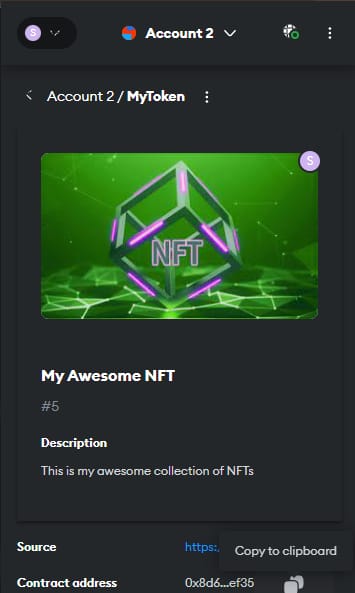 S
Account 2
Account 2 / MyToken
S
NFT
My Awesome NFT
#5
Description
This is my awesome collection of NFTs
Source
https:/
Copy to clipboard
Contract address
0x8d6...ef35